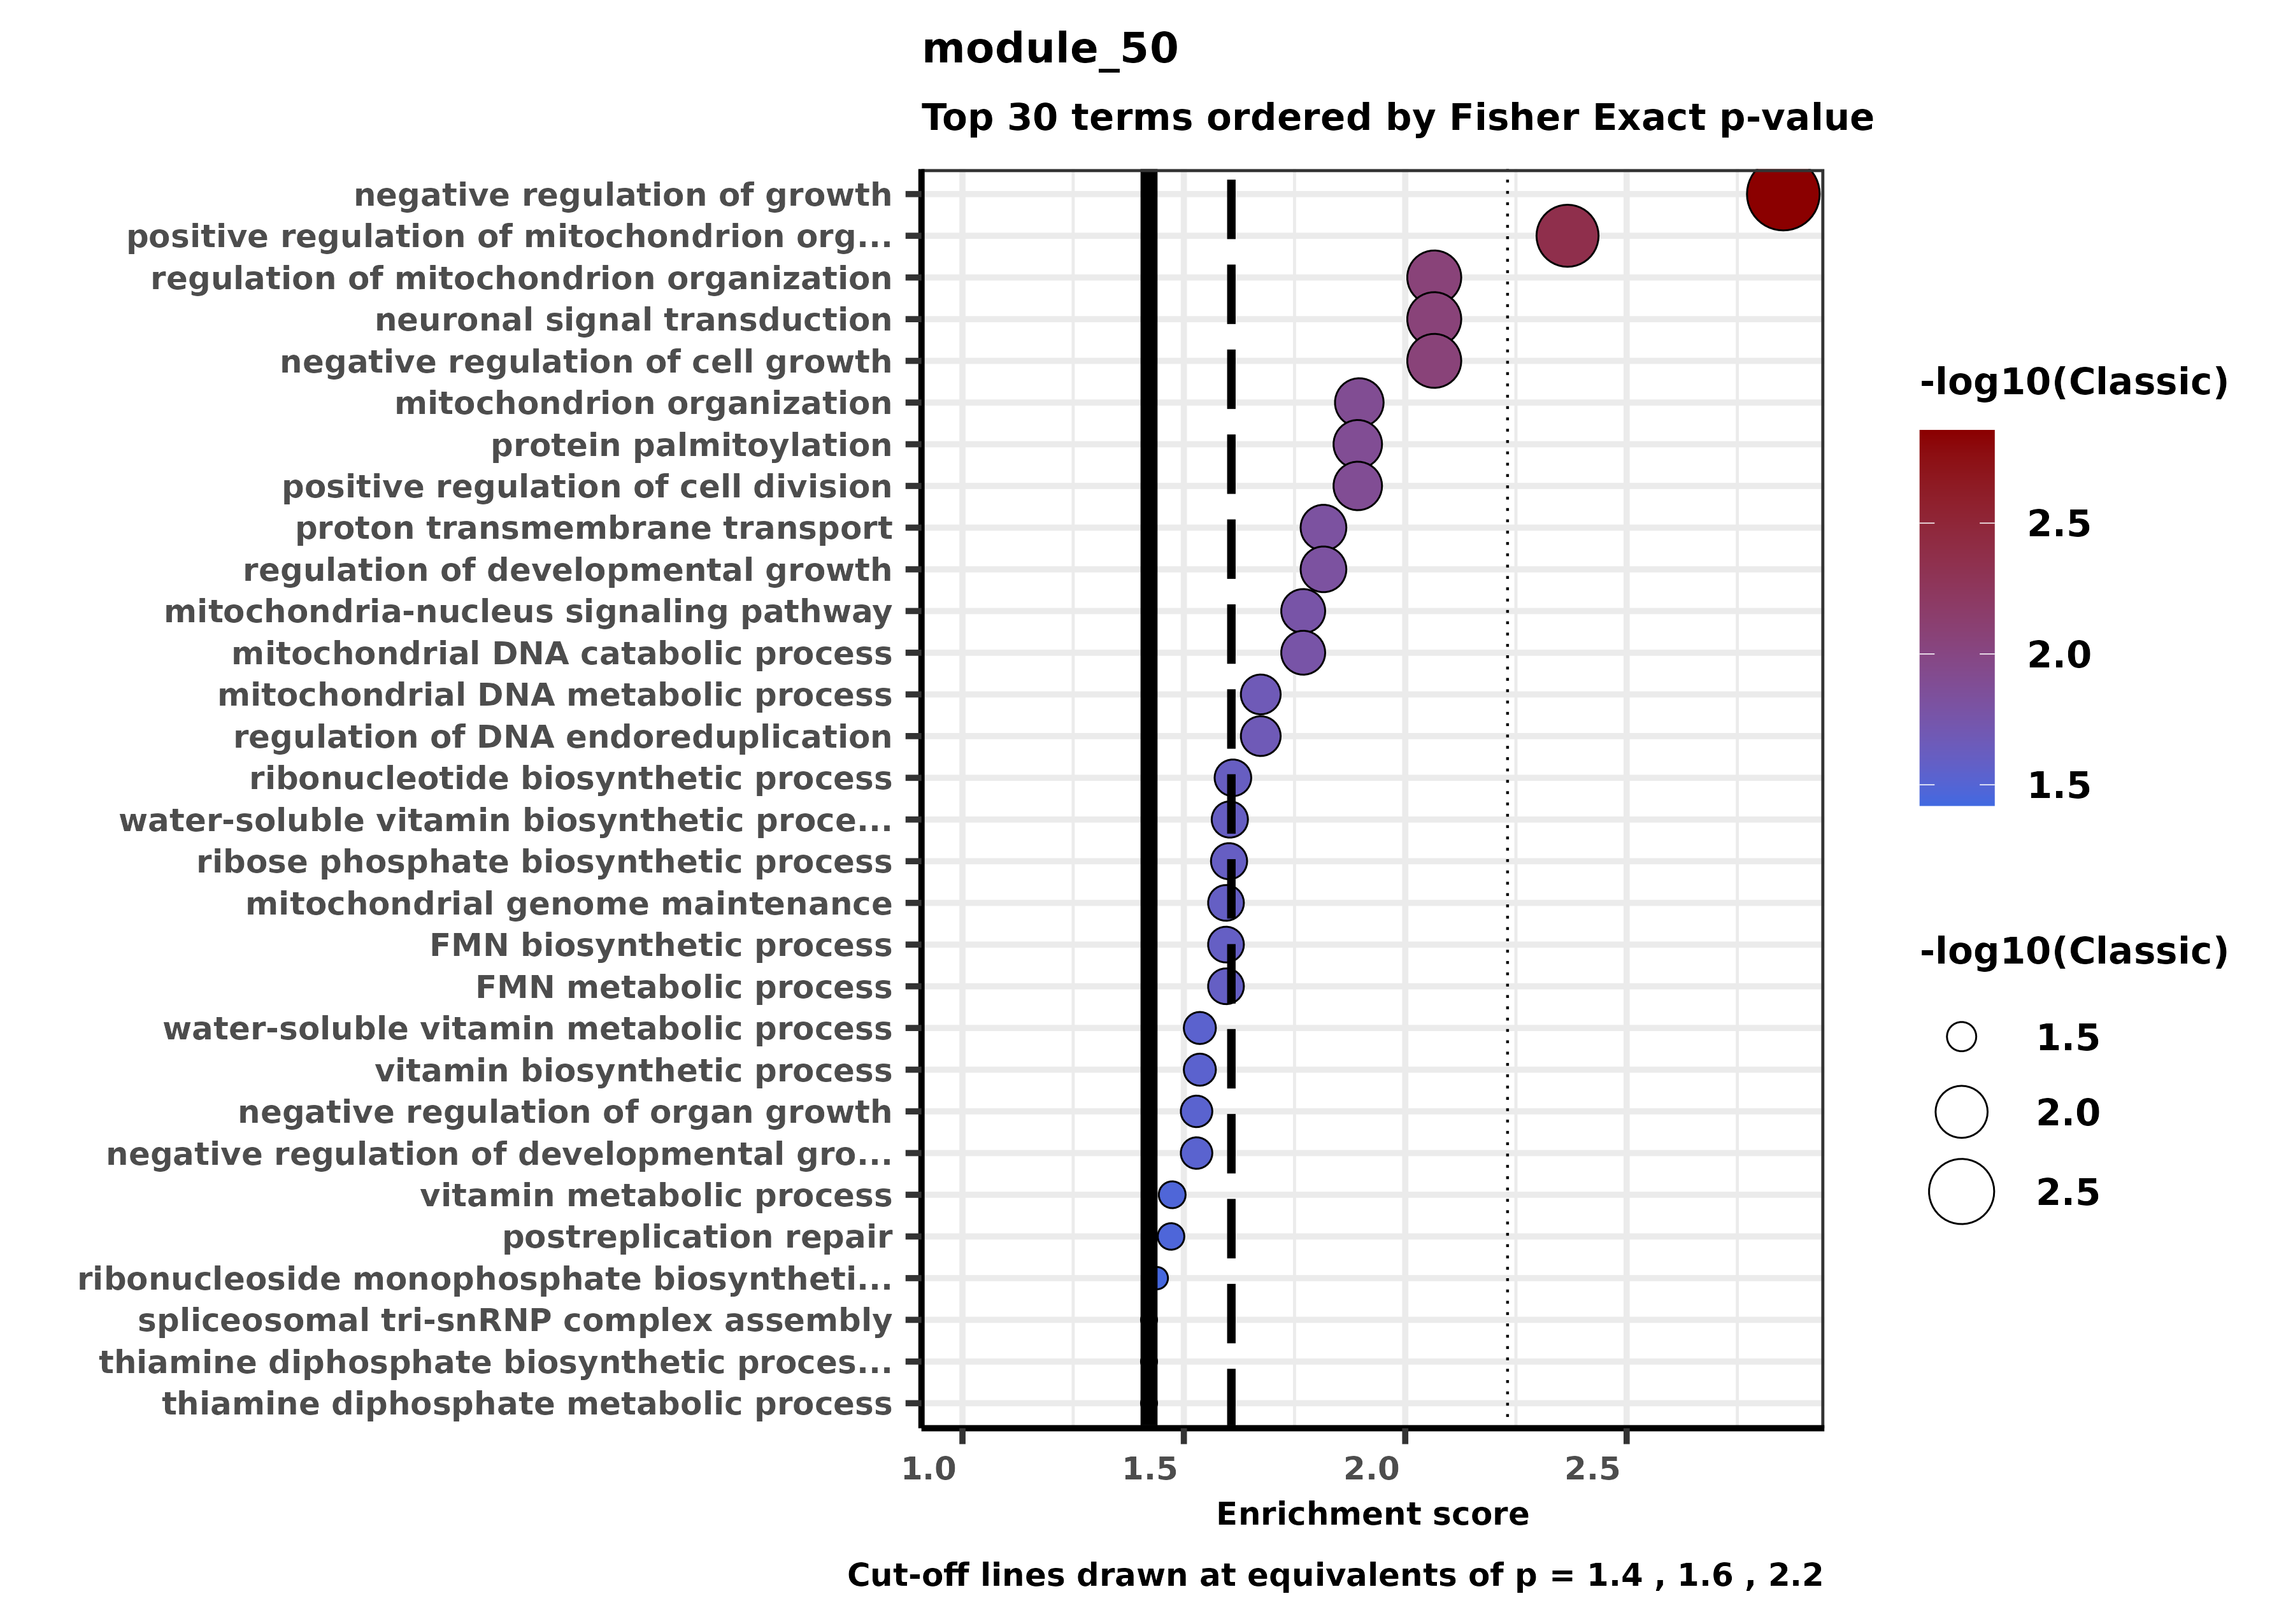 module_50
Top 30 terms ordered by Fisher Exact p-value
negative regulation of growth
positive regulation of mitochondrion org...
regulation of mitochondrion organization
neuronal signal transduction
negative regulation of cell growth
mitochondrion organization
protein palmitoylation
positive regulation of cell division
proton transmembrane transport
regulation of developmental growth
mitochondria-nucleus signaling pathway
mitochondrial DNA catabolic process
mitochondrial DNA metabolic process
regulation of DNA endoreduplication
ribonucleotide biosynthetic process
water-soluble vitamin biosynthetic proce...
ribose phosphate biosynthetic process
mitochondrial genome maintenance
FMN biosynthetic process
FMN metabolic process
water-soluble vitamin metabolic process
vitamin biosynthetic process
negative regulation of organ growth
negative regulation of developmental gro...
vitamin metabolic process
postreplication repair
ribonucleoside monophosphate biosyntheti...
spliceosomal tri-snRNP complex assembly
thiamine diphosphate biosynthetic proces...
thiamine diphosphate metabolic process
1.0 1.5 2.0 2.5
Enrichment score
Cut-off lines drawn at equivalents of p = 1.4 , 1.6 , 2.2
-log10(Classic)
2.5
2.0
1.5
-log10(Classic)
1.5
2.0
2.5